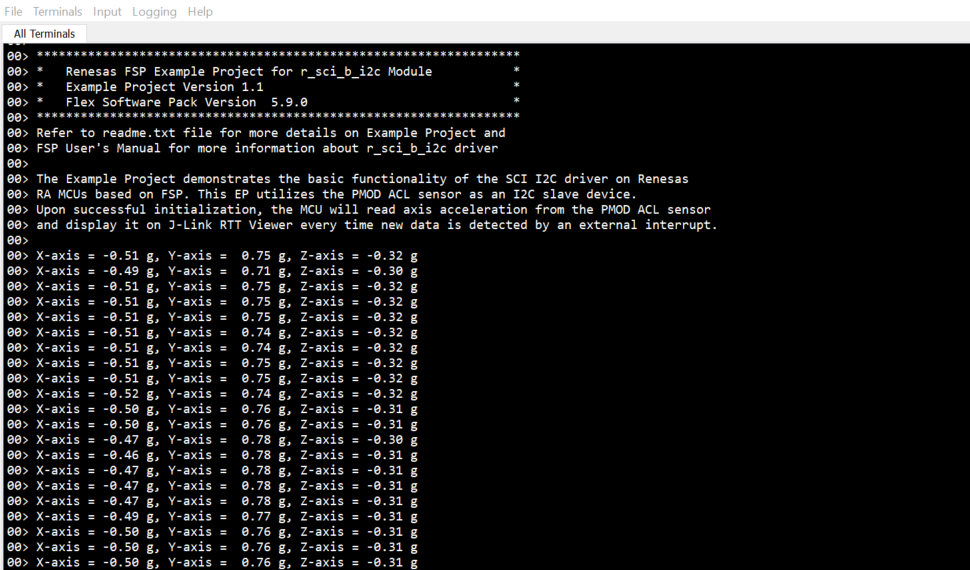 File Terminals Input Logging Help
All Terminals
00> ******************************************************************
00> *   Renesas FSP Example Project for r_sci_b_i2c Module           *
00> *   Example Project Version 1.1                                  *
00> *   Flex Software Pack Version  5.9.0                            *
00> ******************************************************************
00> Refer to readme.txt file for more details on Example Project and
00> FSP User's Manual for more information about r_sci_b_i2c driver
00>
00> The Example Project demonstrates the basic functionality of the SCI I2C driver on Renesas
00> RA MCUs based on FSP. This EP utilizes the PMOD ACL sensor as an I2C slave device.
00> Upon successful initialization, the MCU will read axis acceleration from the PMOD ACL sensor
00> and display it on J-Link RTT Viewer every time new data is detected by an external interrupt.
00>
00> X-axis = -0.51 g, Y-axis =  0.75 g, Z-axis = -0.32 g
00> X-axis = -0.49 g, Y-axis =  0.71 g, Z-axis = -0.30 g
00> X-axis = -0.51 g, Y-axis =  0.75 g, Z-axis = -0.32 g
00> X-axis = -0.51 g, Y-axis =  0.75 g, Z-axis = -0.32 g
00> X-axis = -0.51 g, Y-axis =  0.75 g, Z-axis = -0.32 g
00> X-axis = -0.51 g, Y-axis =  0.74 g, Z-axis = -0.32 g
00> X-axis = -0.51 g, Y-axis =  0.74 g, Z-axis = -0.32 g
00> X-axis = -0.51 g, Y-axis =  0.75 g, Z-axis = -0.32 g
00> X-axis = -0.51 g, Y-axis =  0.75 g, Z-axis = -0.32 g
00> X-axis = -0.52 g, Y-axis =  0.74 g, Z-axis = -0.32 g
00> X-axis = -0.50 g, Y-axis =  0.76 g, Z-axis = -0.31 g
00> X-axis = -0.50 g, Y-axis =  0.76 g, Z-axis = -0.31 g
00> X-axis = -0.47 g, Y-axis =  0.78 g, Z-axis = -0.30 g
00> X-axis = -0.46 g, Y-axis =  0.78 g, Z-axis = -0.31 g
00> X-axis = -0.47 g, Y-axis =  0.78 g, Z-axis = -0.31 g
00> X-axis = -0.47 g, Y-axis =  0.78 g, Z-axis = -0.31 g
00> X-axis = -0.47 g, Y-axis =  0.78 g, Z-axis = -0.31 g
00> X-axis = -0.49 g, Y-axis =  0.77 g, Z-axis = -0.31 g
00> X-axis = -0.50 g, Y-axis =  0.76 g, Z-axis = -0.31 g
00> X-axis = -0.50 g, Y-axis =  0.76 g, Z-axis = -0.31 g
00> X-axis = -0.50 g, Y-axis =  0.76 g, Z-axis = -0.31 g